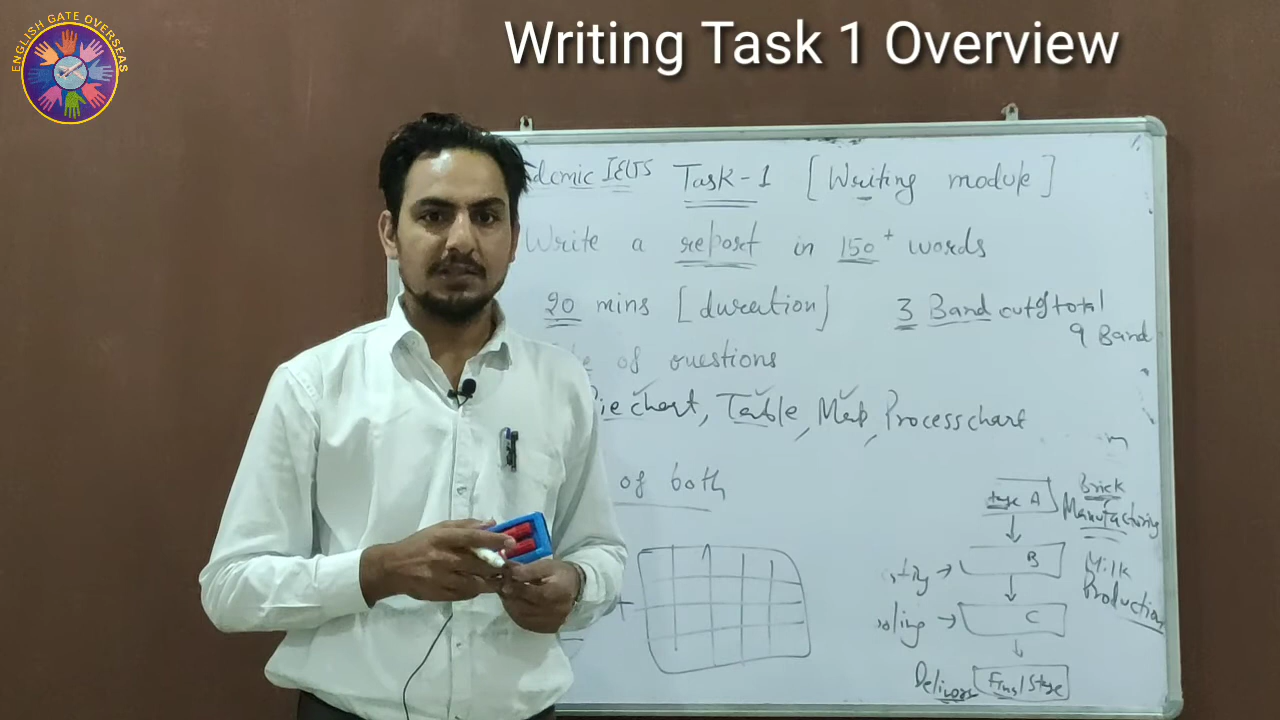 ENGLISH GATE OVERSEAS
Writing Task 1 Overview
IELTS Task-1 [Writing module]
Write a report in 150+ words
20 mins [duration] 3 Band out of total
9 Band
of questions
Pie chart, Table, Map, Process chart
of both
Stage A
Brick
Manufacturing
B
Milk
Production
C
+
Delivery Final Stage